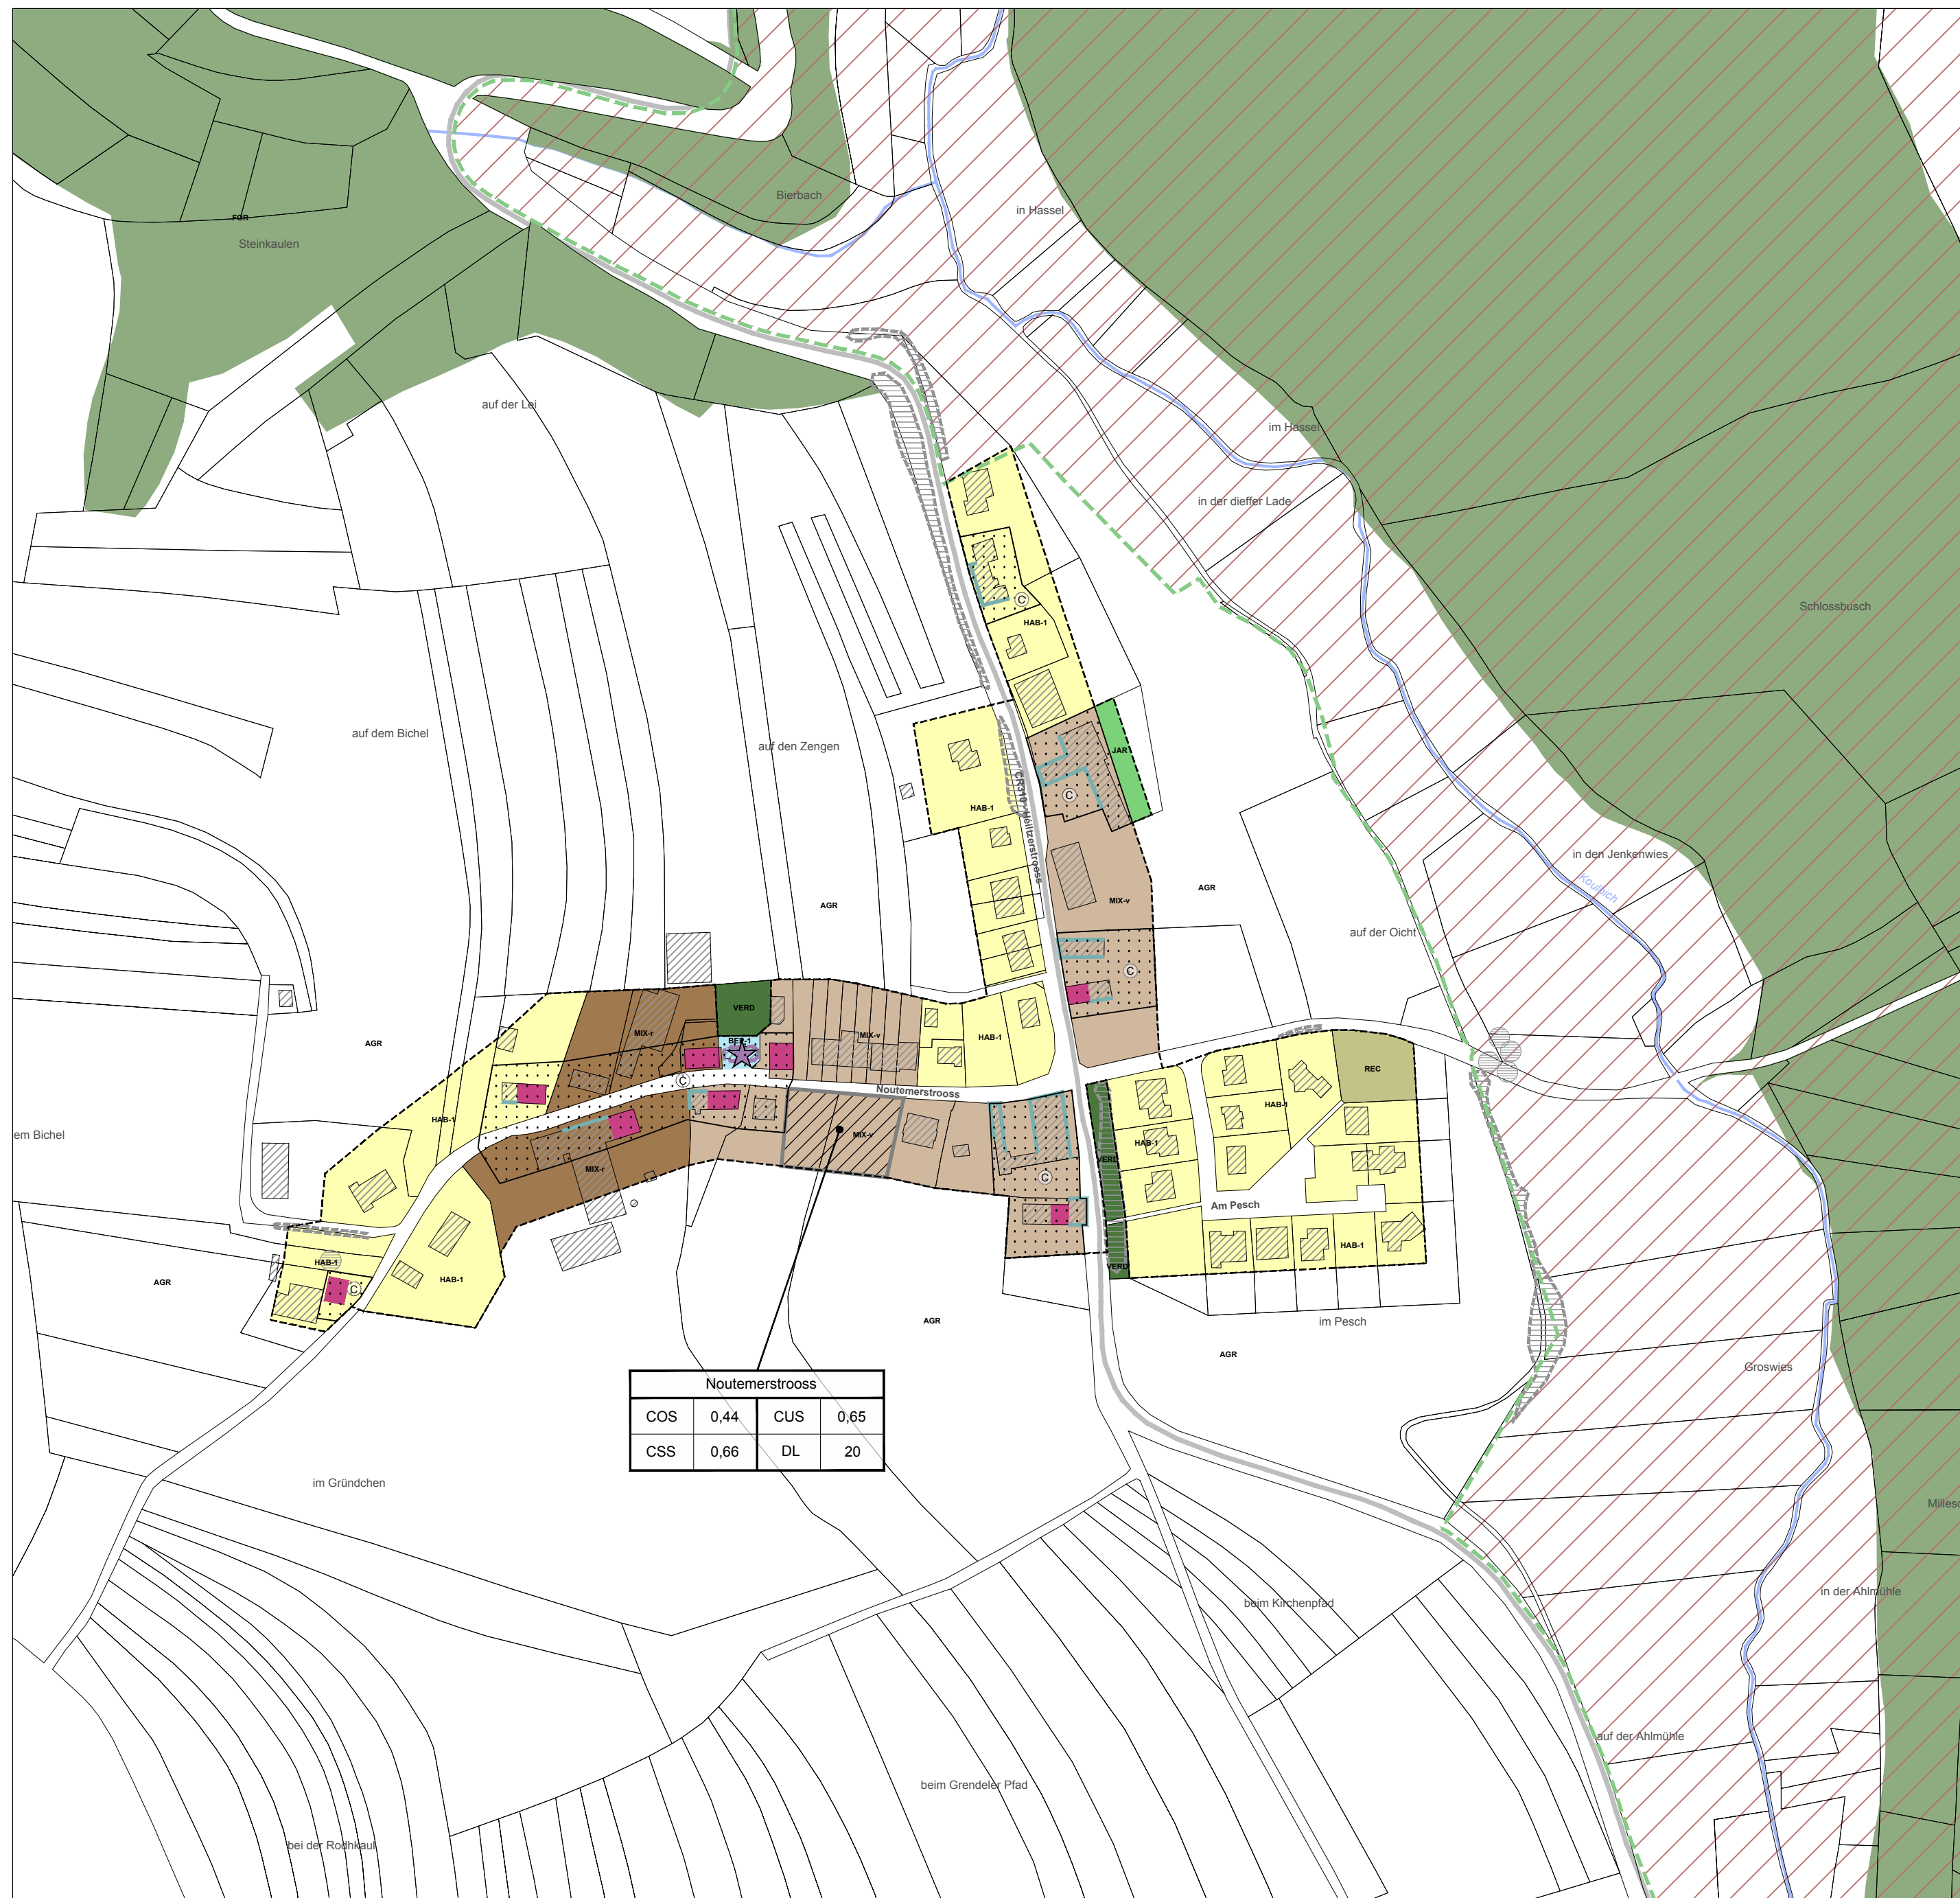 Bierbach
in Hassel
FOR
Steinkaulen
auf der Lei
im Hassel
in der dieffer Lade
C
Schlossbusch
HAB-1
auf dem Bichel
auf den Zengen
JAR
CR310 Heitzerstrooss
C
HAB-1
in den Jenkenwies
Koulbich
AGR
MIX-v
AGR
auf der Oicht
C
VERD
MIX-r
MIX-v
HAB-1
BEP-1
AGR
REC
C
Noutemerstrooss
HAB-1
HAB-1
MIX-v
em Bichel
HAB-1
VERD
MIX-r
C
Am Pesch
HAB-1
HAB-1
VERD
HAB-1
AGR
C
AGR
im Pesch
AGR
Groswies
Noutemerstrooss
COS 0,44 CUS 0,65
CSS 0,66 DL 20
im Gründchen
in der Ahlmühle
beim Kirchenpfad
auf der Ahlmühle
beim Grendeler Pfad
bei der Rodhkaul